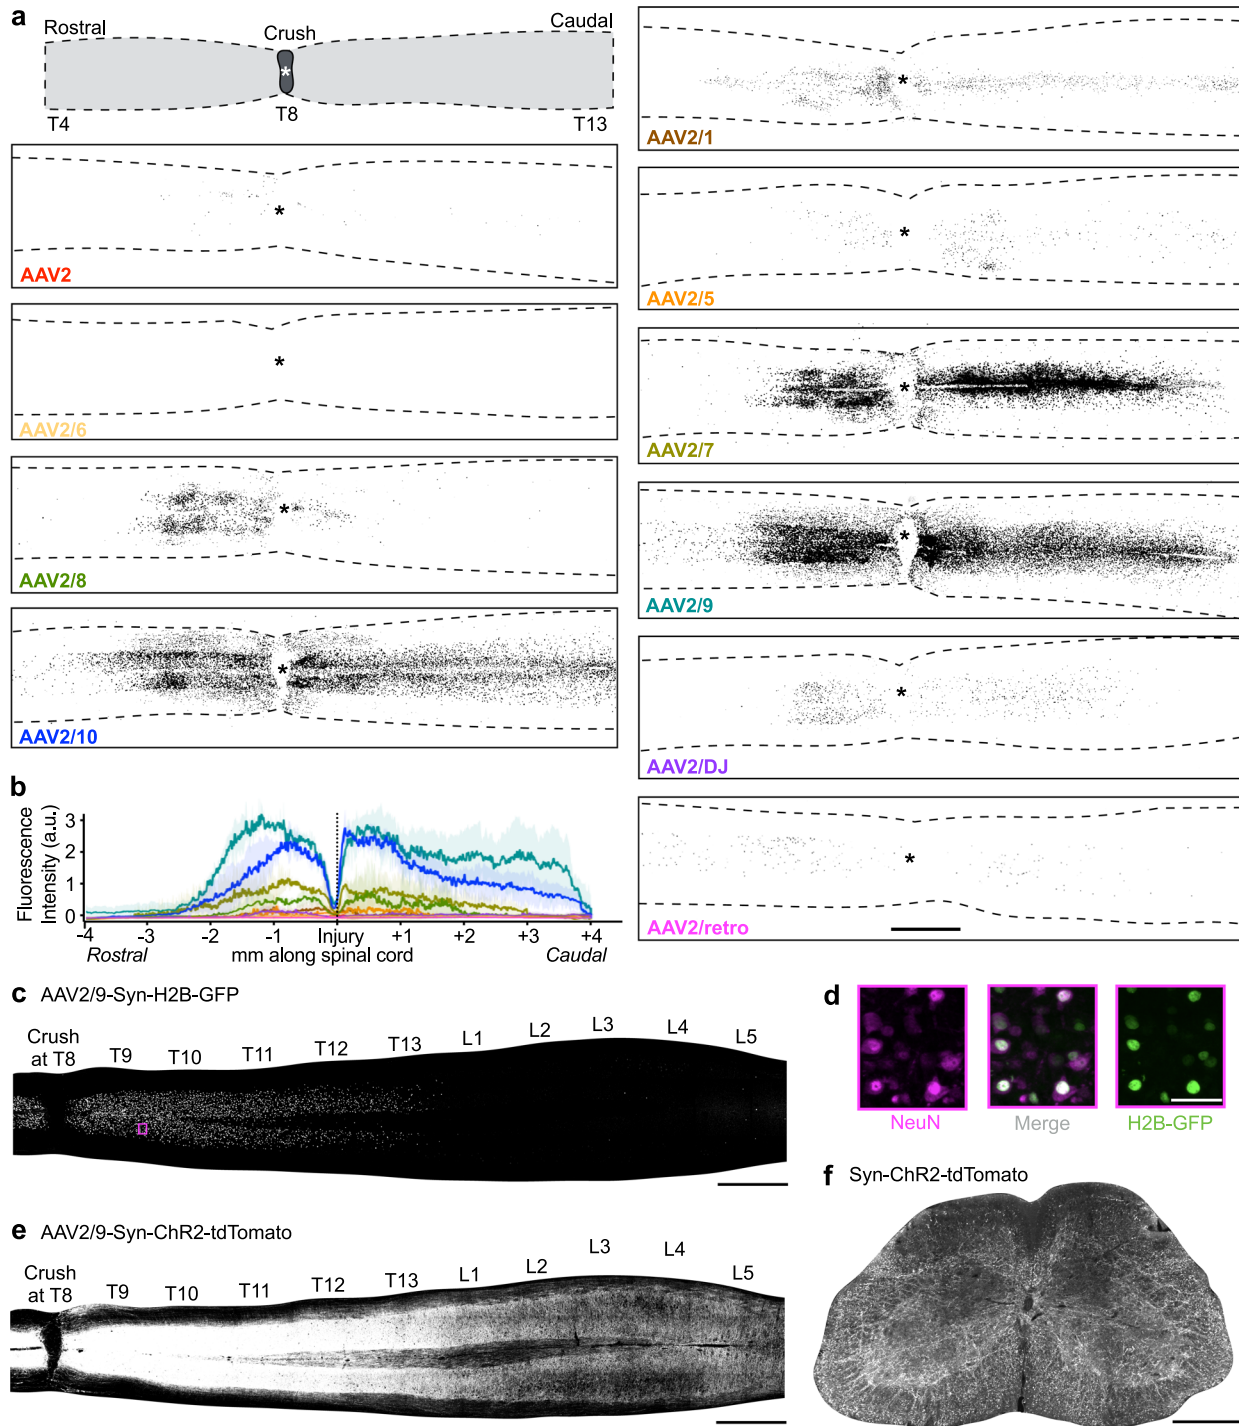 a
Rostral
Crush
Caudal
*
T4
T8
T13
*
AAV2
*
AAV2/6
*
AAV2/8
*
AAV2/10
*
AAV2/1
*
AAV2/5
*
AAV2/7
*
AAV2/9
*
AAV2/DJ
*
AAV2/retro
b
Fluorescence
Intensity (a.u.)
3
2
1
0
-4 -3 -2 -1 Injury +1 +2 +3 +4
Rostral mm along spinal cord Caudal
c AAV2/9-Syn-H2B-GFP
Crush
at T8 T9 T10 T11 T12 T13 L1 L2 L3 L4 L5
d
NeuN Merge H2B-GFP
e AAV2/9-Syn-ChR2-tdTomato
Crush
at T8 T9 T10 T11 T12 T13 L1 L2 L3 L4 L5
f Syn-ChR2-tdTomato